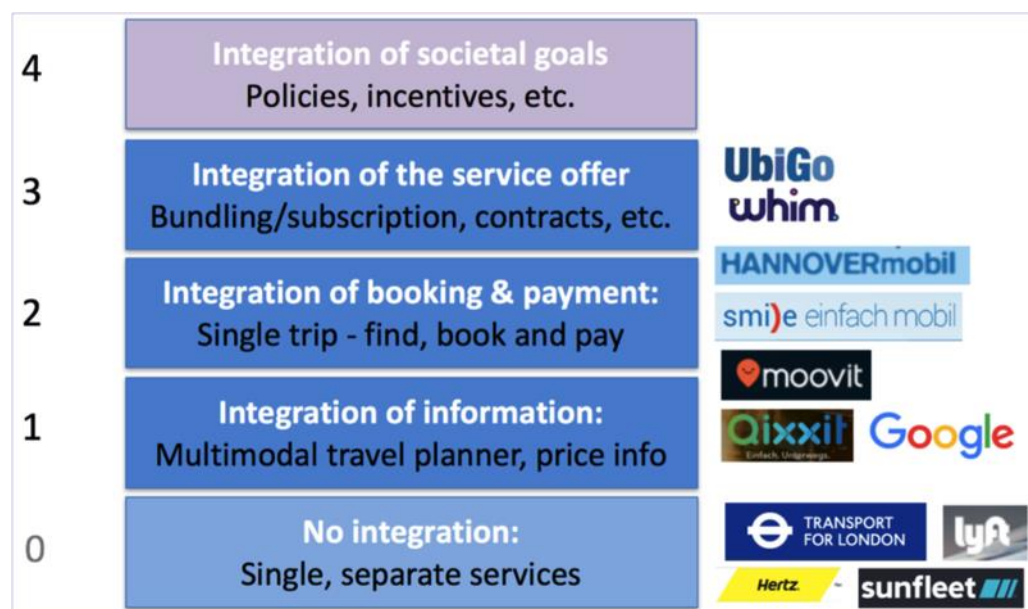 4
Integration of societal goals
Policies, incentives, etc.
3
Integration of the service offer
Bundling/subscription, contracts, etc.
UbiGo
whim
2
Integration of booking & payment:
Single trip - find, book and pay
HANNOVERmobil
smi)e einfach mobil
1
Integration of information:
Multimodal travel planner, price info
moovit
Qixxit
Einfach. Unterwegs.
Google
0
No integration:
Single, separate services
TRANSPORT
FOR LONDON
lyft
Hertz
sunfleet